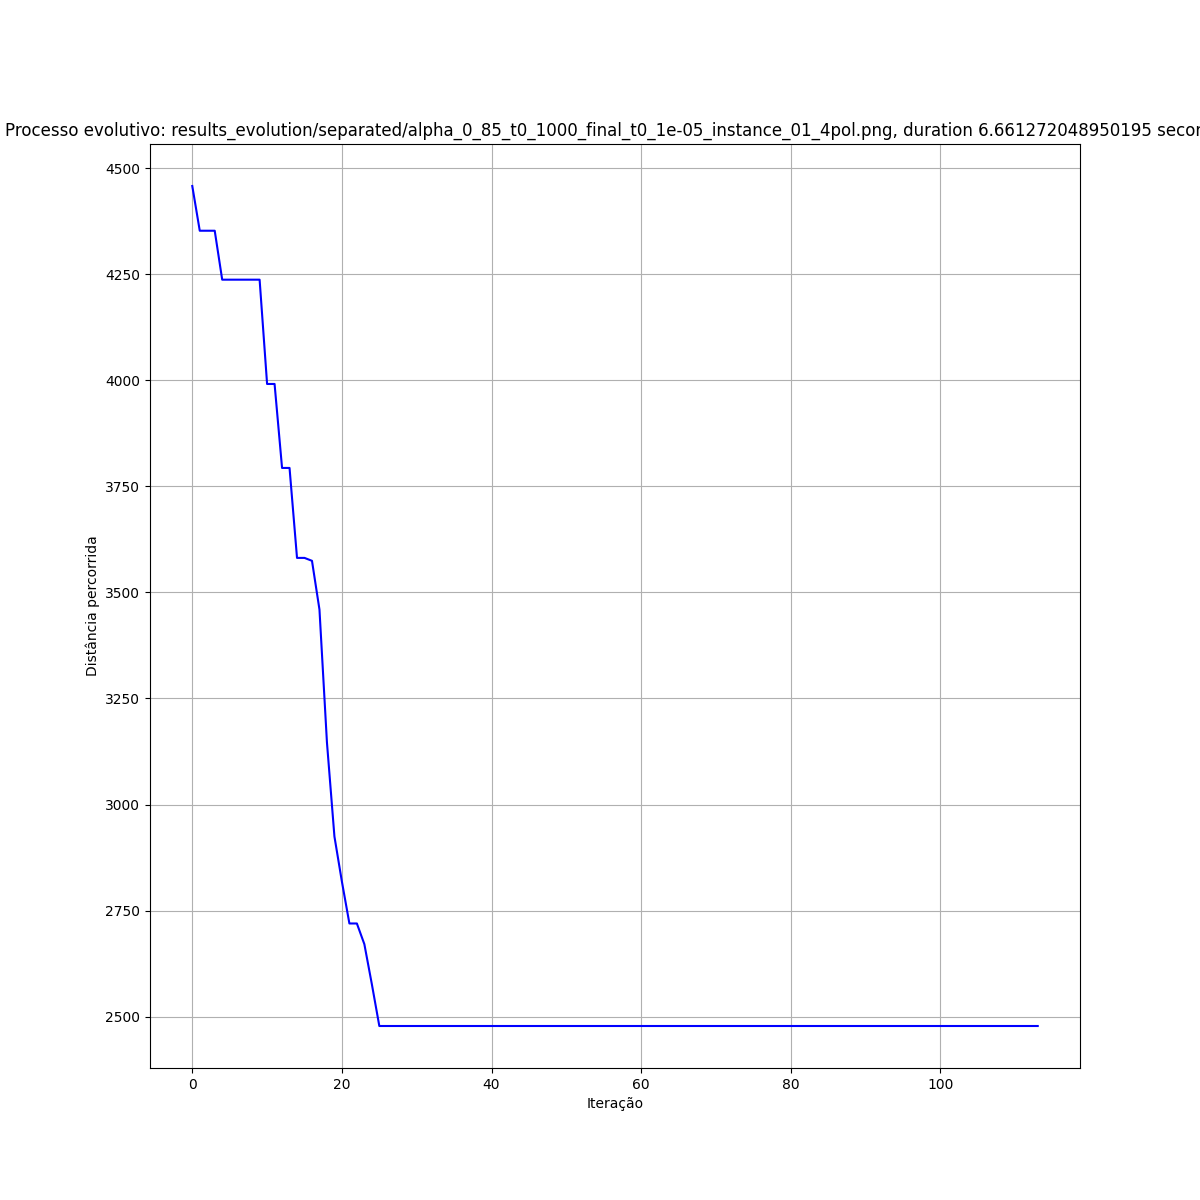 Processo evolutivo: results_evolution/separated/alpha_0_85_t0_1000_final_t0_1e-05_instance_01_4pol.png, duration 6.661272048950195 secon
4500
4250
4000
3750
3500
3250
3000
2750
2500
Distância percorrida
0 20 40 60 80 100
Iteração